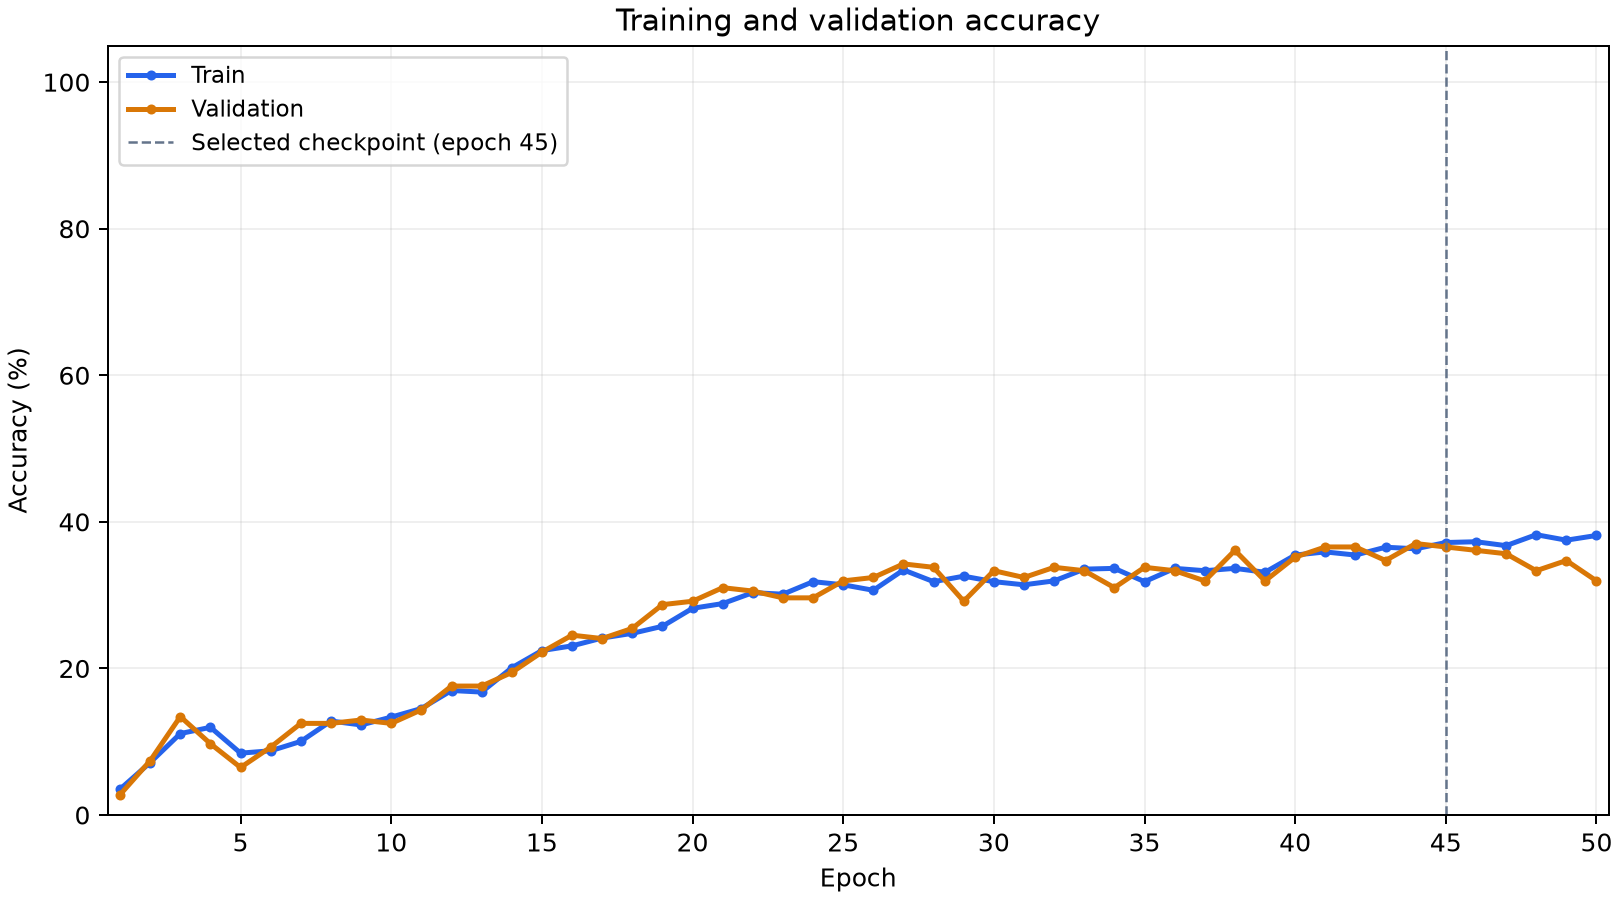 Training and validation accuracy
Train
Validation
Selected checkpoint (epoch 45)
Accuracy (%)
100
80
60
40
20
0
5 10 15 20 25 30 35 40 45 50
Epoch